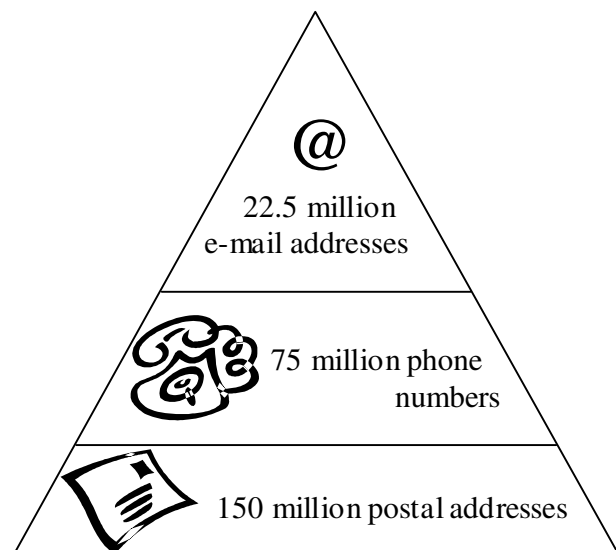 @
22.5 million
e-mail addresses
75 million phone
numbers
150 million postal addresses